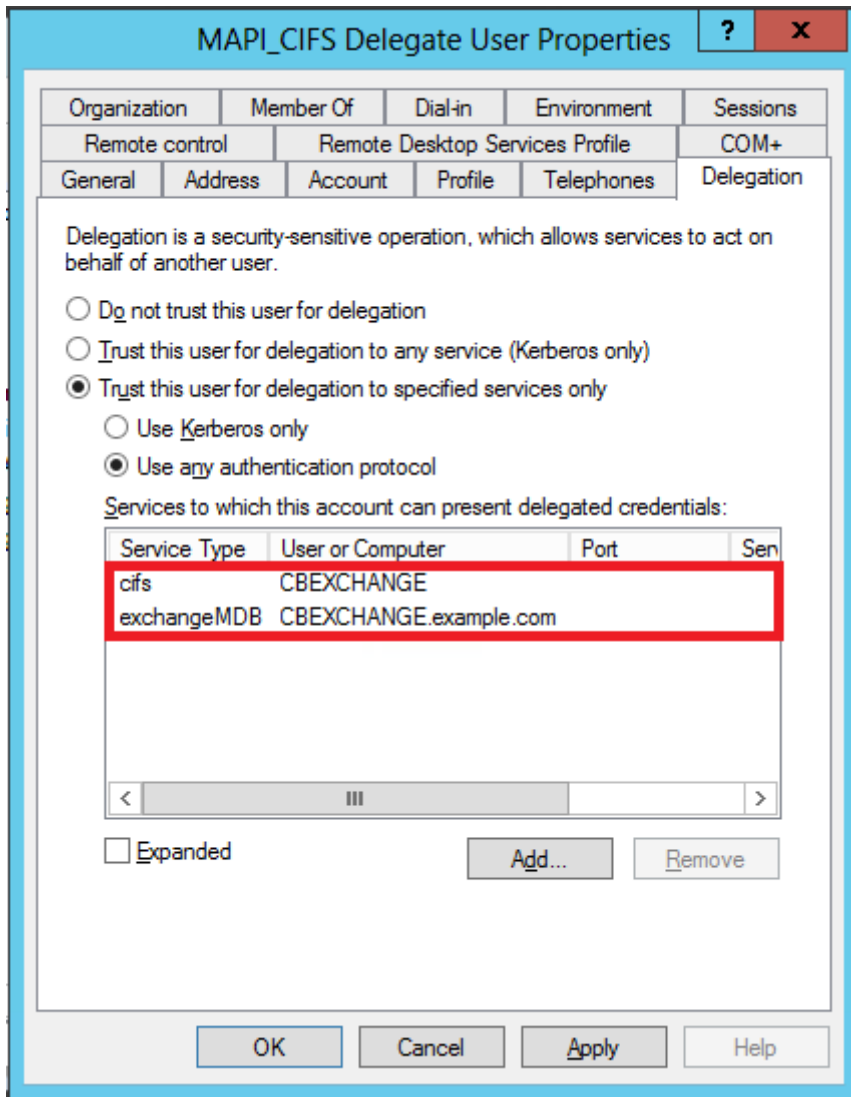 MAPI_CIFS Delegate User Properties ? x
Organization Member Of Dial-in Environment Sessions
Remote control Remote Desktop Services Profile COM+
General Address Account Profile Telephones Delegation
Delegation is a security-sensitive operation, which allows services to act on
behalf of another user.
Do not trust this user for delegation
Trust this user for delegation to any service (Kerberos only)
Trust this user for delegation to specified services only
Use Kerberos only
Use any authentication protocol
Services to which this account can present delegated credentials:
Service Type User or Computer Port Serv
cifs CBEXCHANGE
exchangeMDB CBEXCHANGE.example.com
Expanded Add... Remove
OK Cancel Apply Help